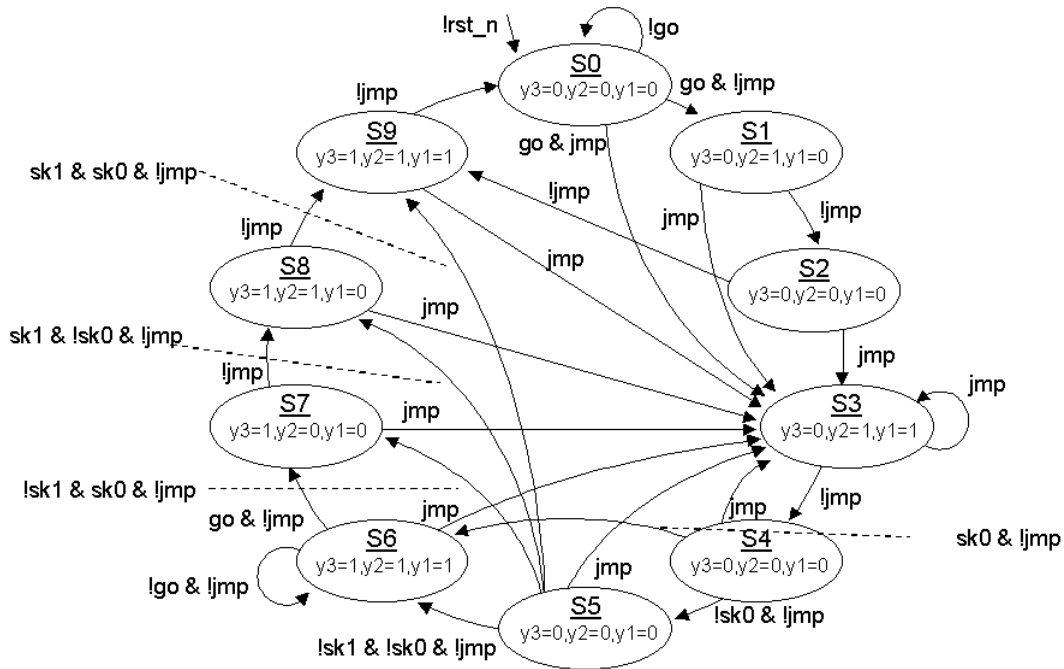 !rst_n
!go
S0
y3=0,y2=0,y1=0
go & !jmp
!jmp
S9
y3=1,y2=1,y1=1
go & jmp
S1
y3=0,y2=1,y1=0
sk1 & sk0 & !jmp
!jmp
jmp
!jmp
!jmp
jmp
S8
y3=1,y2=1,y1=0
S2
y3=0,y2=0,y1=0
jmp
sk1 & !sk0 & !jmp
jmp
!jmp
jmp
S7
y3=1,y2=0,y1=0
jmp
S3
y3=0,y2=1,y1=1
!sk1 & sk0 & !jmp
!jmp
go & !jmp
jmp
jmp
S6
y3=1,y2=1,y1=1
S4
y3=0,y2=0,y1=0
sk0 & !jmp
!go & !jmp
jmp
S5
y3=0,y2=0,y1=0
!sk0 & !jmp
!sk1 & !sk0 & !jmp